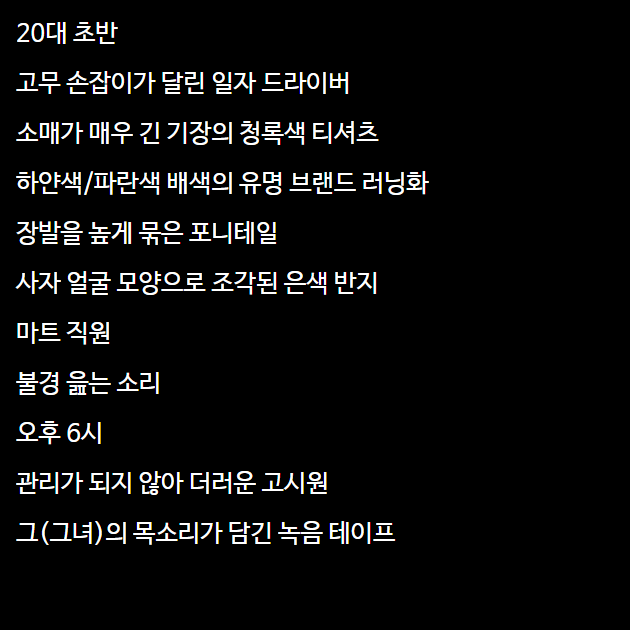 20대 초반
고무 손잡이가 달린 일자 드라이버
소매가 매우 긴 기장의 청록색 티셔츠
하얀색/파란색 배색의 유명 브랜드 러닝화
장발을 높게 묶은 포니테일
사자 얼굴 모양으로 조각된 은색 반지
마트 직원
불경 읊는 소리
오후 6시
관리가 되지 않아 더러운 고시원
그(그녀)의 목소리가 담긴 녹음 테이프